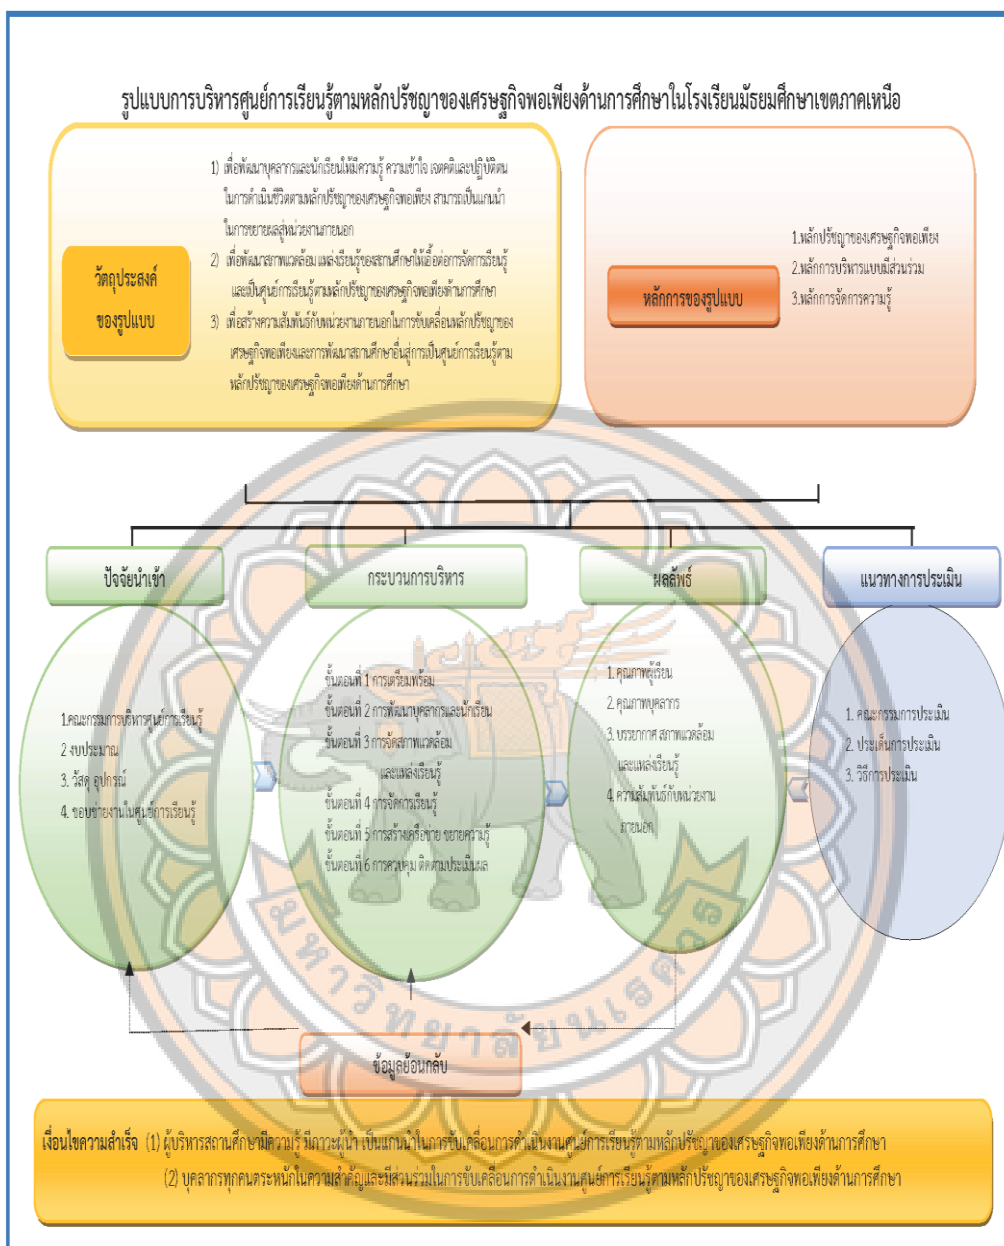 รูปแบบการบริหารศูนย์การเรียนรู้ตามหลักปรัชญาของเศรษฐกิจพอเพียงด้านการศึกษาในโรงเรียนมัธยมศึกษาเขตภาคเหนือ
วัตถุประสงค์
ของรูปแบบ
1) เพื่อพัฒนาบุคลากรและนักเรียนให้มีความรู้ ความเข้าใจ เจตคติและปฏิบัติตน
ในการดำเนินชีวิตตามหลักปรัชญาของเศรษฐกิจพอเพียง สามารถเป็นแกนนำ
ในการขยายผลสู่หน่วยงานภายนอก
2) เพื่อพัฒนาสภาพแวดล้อม แหล่งเรียนรู้ของสถานศึกษาให้เอื้อต่อการจัดการเรียนรู้
และเป็นศูนย์การเรียนรู้ตามหลักปรัชญาของเศรษฐกิจพอเพียงด้านการศึกษา
3) เพื่อสร้างความสัมพันธ์กับหน่วยงานภายนอกในการขับเคลื่อนหลักปรัชญาของ
เศรษฐกิจพอเพียงและการพัฒนาสถานศึกษาอื่นสู่การเป็นศูนย์การเรียนรู้ตาม
หลักปรัชญาของเศรษฐกิจพอเพียงด้านการศึกษา
หลักการของรูปแบบ
1.หลักปรัชญาของเศรษฐกิจพอเพียง
2.หลักการบริหารแบบมีส่วนร่วม
3.หลักการจัดการความรู้
ปัจจัยนำเข้า
1.คณะกรรมการบริหารศูนย์การเรียนรู้
2 งบประมาณ
3. วัสดุ อุปกรณ์
4. ขอบข่ายงานในศูนย์การเรียนรู้
กระบวนการบริหาร
ขั้นตอนที่ 1 การเตรียมพร้อม
ขั้นตอนที่ 2 การพัฒนาบุคลากรและนักเรียน
ขั้นตอนที่ 3 การจัดสภาพแวดล้อม
และแหล่งเรียนรู้
ขั้นตอนที่ 4 การจัดการเรียนรู้
ขั้นตอนที่ 5 การสร้างเครือข่าย ขยายความรู้
ขั้นตอนที่ 6 การควบคุม ติดตามประเมินผล
ผลลัพธ์
1. คุณภาพผู้เรียน
2. คุณภาพบุคลากร
3. บรรยากาศ สภาพแวดล้อม
และแหล่งเรียนรู้
4. ความสัมพันธ์กับหน่วยงาน
ภายนอก
แนวทางการประเมิน
1. คณะกรรมการประเมิน
2. ประเด็นการประเมิน
3. วิธีการประเมิน
มหาวิทยาลัยนเรศวร
ข้อมูลย้อนกลับ
เงื่อนไขความสำเร็จ (1) ผู้บริหารสถานศึกษามีความรู้ มีภาวะผู้นำ เป็นแกนนำในการขับเคลื่อนการดำเนินงานศูนย์การเรียนรู้ตามหลักปรัชญาของเศรษฐกิจพอเพียงด้านการศึกษา
(2) บุคลากรทุกคนตระหนักในความสำคัญและมีส่วนร่วมในการขับเคลื่อนการดำเนินงานศูนย์การเรียนรู้ตามหลักปรัชญาของเศรษฐกิจพอเพียงด้านการศึกษา